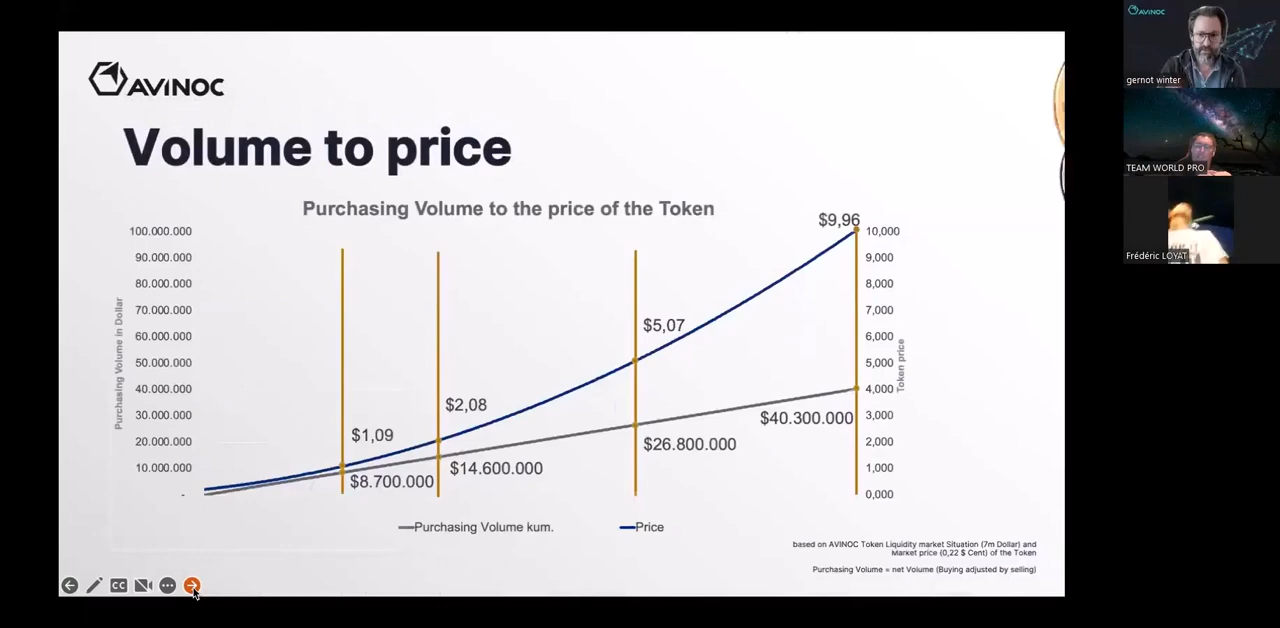 AVINOC
Volume to price
Purchasing Volume to the price of the Token
Purchasing Volume in Dollar
100.000.000
90.000.000
80.000.000
70.000.000
60.000.000
50.000.000
40.000.000
30.000.000
20.000.000
10.000.000
-
$1,09
$2,08
$5,07
$9,96
$8.700.000
$14.600.000
$26.800.000
$40.300.000
10,000
9,000
8,000
7,000
6,000
5,000
4,000
3,000
2,000
1,000
0,000
Token price
Purchasing Volume kum.
Price
based on AVINOC Token Liquidity market Situation (7m Dollar) and
Market price (0,22 $ Cent) of the Token
Purchasing Volume = net Volume (Buying adjusted by selling)
CC
AVINOC
gernot winter
TEAM WORLD PRO
Frédéric LOYAT